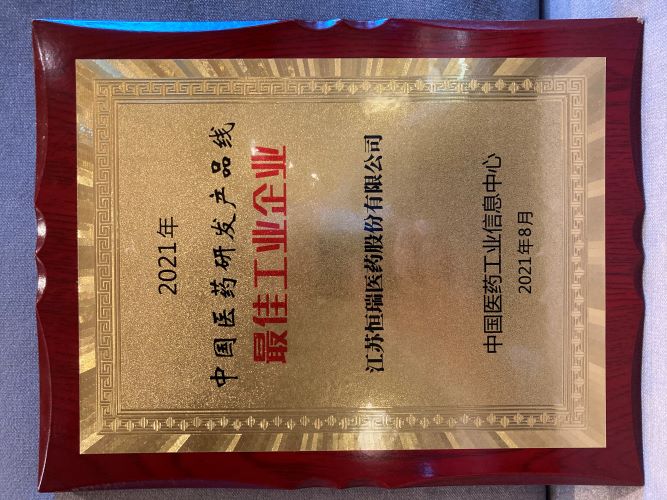 2021年
中国医药研发产品线
最佳工业企业
江苏恒瑞医药股份有限公司
中国医药工业信息中心
2021年8月